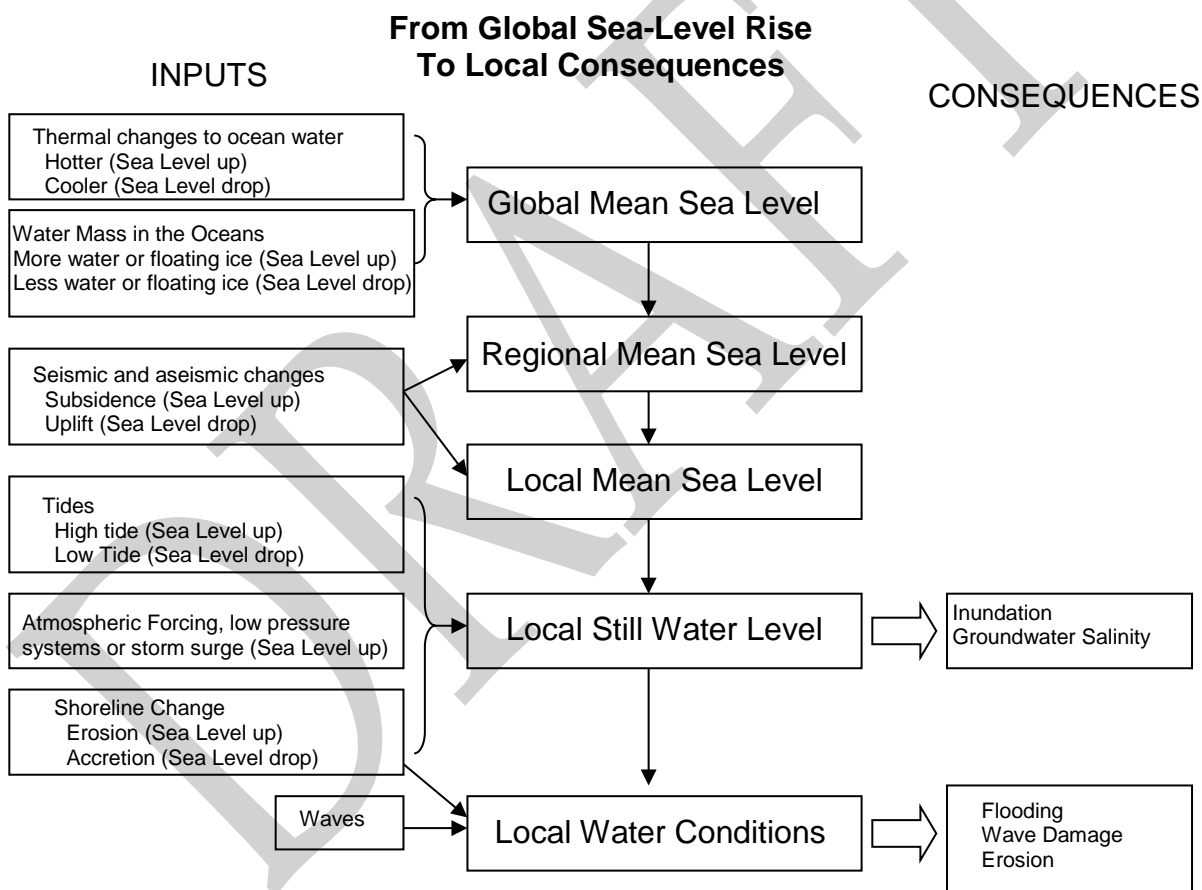 From Global Sea-Level Rise
To Local Consequences
INPUTS
CONSEQUENCES
Thermal changes to ocean water
Hotter (Sea Level up)
Cooler (Sea Level drop)
Global Mean Sea Level
Water Mass in the Oceans
More water or floating ice (Sea Level up)
Less water or floating ice (Sea Level drop)
Regional Mean Sea Level
Seismic and aseismic changes
Subsidence (Sea Level up)
Uplift (Sea Level drop)
Local Mean Sea Level
Tides
High tide (Sea Level up)
Low Tide (Sea Level drop)
Atmospheric Forcing, low pressure
systems or storm surge (Sea Level up)
Local Still Water Level
Inundation
Groundwater Salinity
Shoreline Change
Erosion (Sea Level up)
Accretion (Sea Level drop)
Waves
Local Water Conditions
Flooding
Wave Damage
Erosion
DRAFT